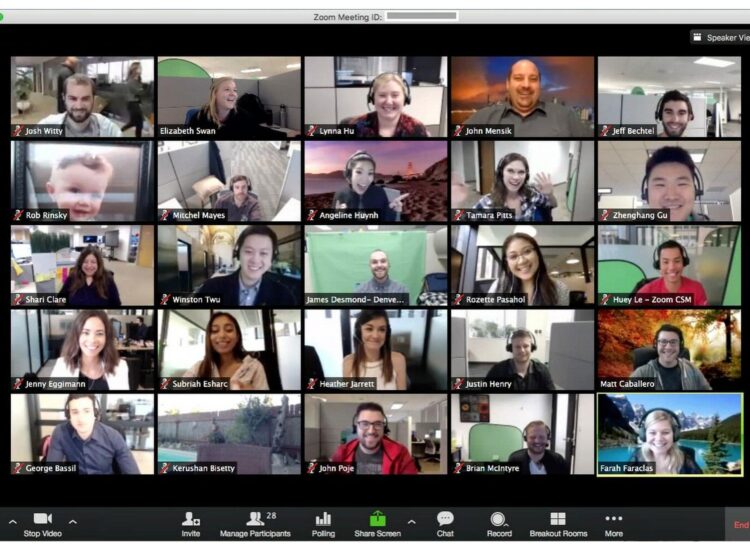 Zoom Meeting ID:
Speaker Vie
Josh Witty
Elizabeth Swan
Lynna Hu
John Mensik
Jeff Bechtel
Rob Rinsky
Mitchel Mayes
Angeline Huynh
Tamara Pitts
Zhenghang Gu
Shari Clare
Winston Twu
James Desmond- Denve...
Rozette Pasahol
Huey Le - Zoom CSM
Jenny Eggimann
Subriah Esharc
Heather Jarrett
Justin Henry
Matt Caballero
George Bassil
Kerushan Bisetty
John Poje
Brian McIntyre
Farah Faraclas
28
Stop Video
Invite
Manage Participants
Polling
Share Screen
Chat
Record
Breakout Rooms
More
End